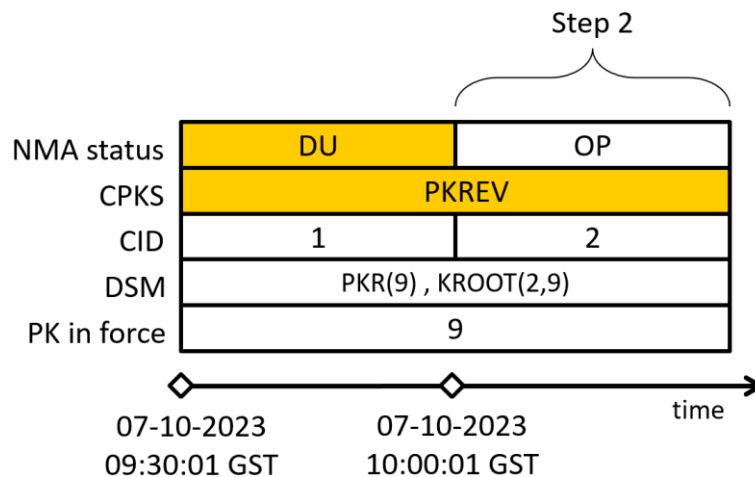 Step 2
NMA status DU OP
CPKS PKREV
CID 1 2
DSM PKR(9) , KROOT(2,9)
PK in force 9
time
07-10-2023 07-10-2023
09:30:01 GST 10:00:01 GST